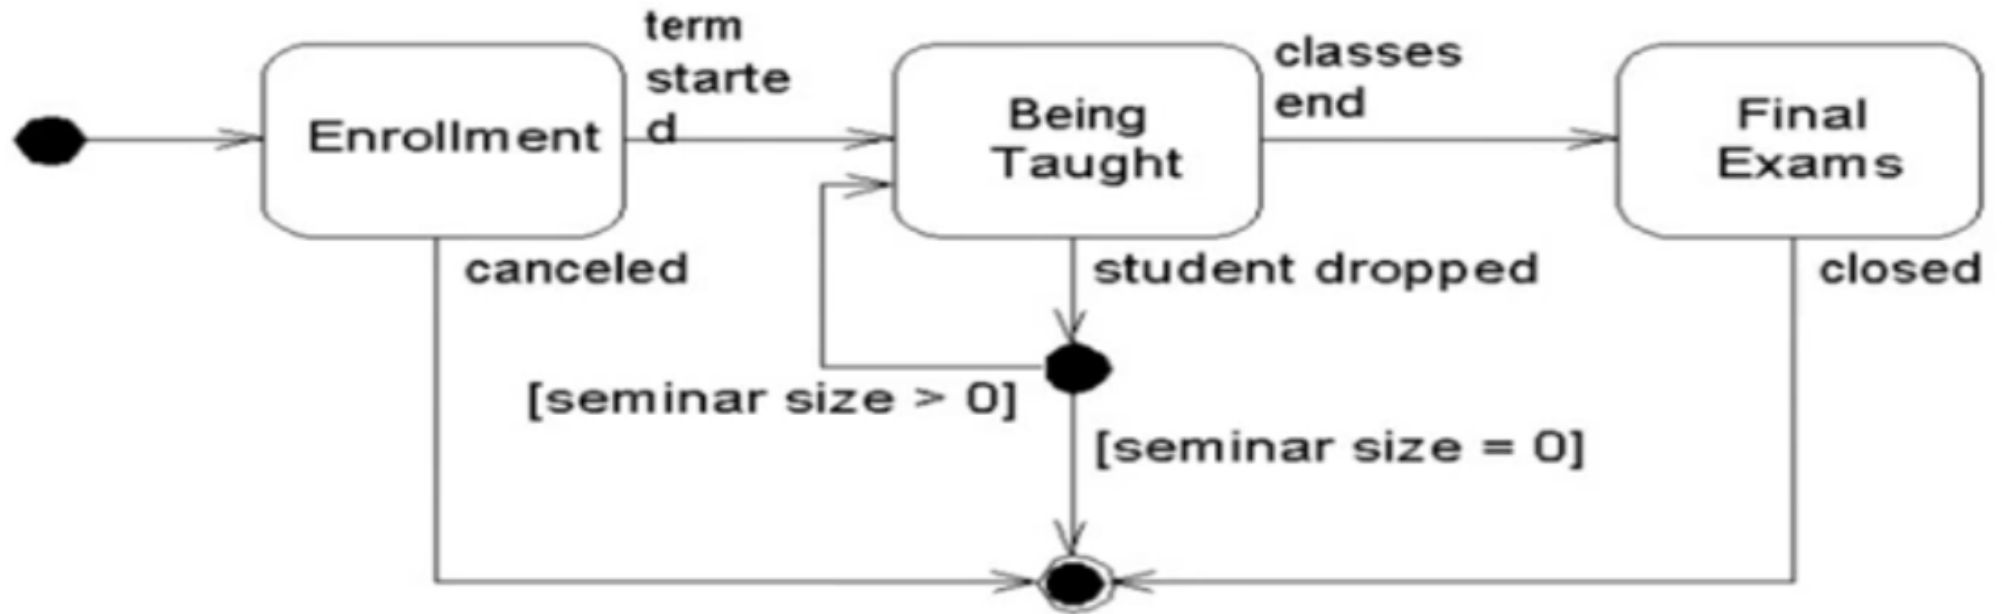 term
starte
d
classes
end
Enrollment
Being
Taught
Final
Exams
canceled
student dropped
closed
[seminar size > 0]
[seminar size = 0]